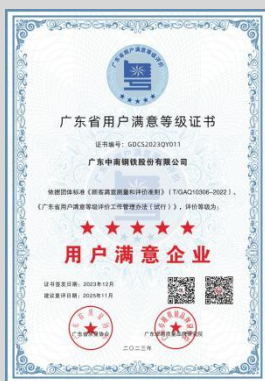 广东省用户满意等级证书
证书编号：GDCS2023QY011
广东中南钢铁股份有限公司
依据团体标准《顾客满意测量和评价准则》（T/GAQ10306-2022）、
《广东省用户满意等级评价工作管理办法（试行）》，评价等级为：
★★★★★
用户满意企业
证书签发日期：2023年12月
建议复评日期：2025年11月
二〇二三年